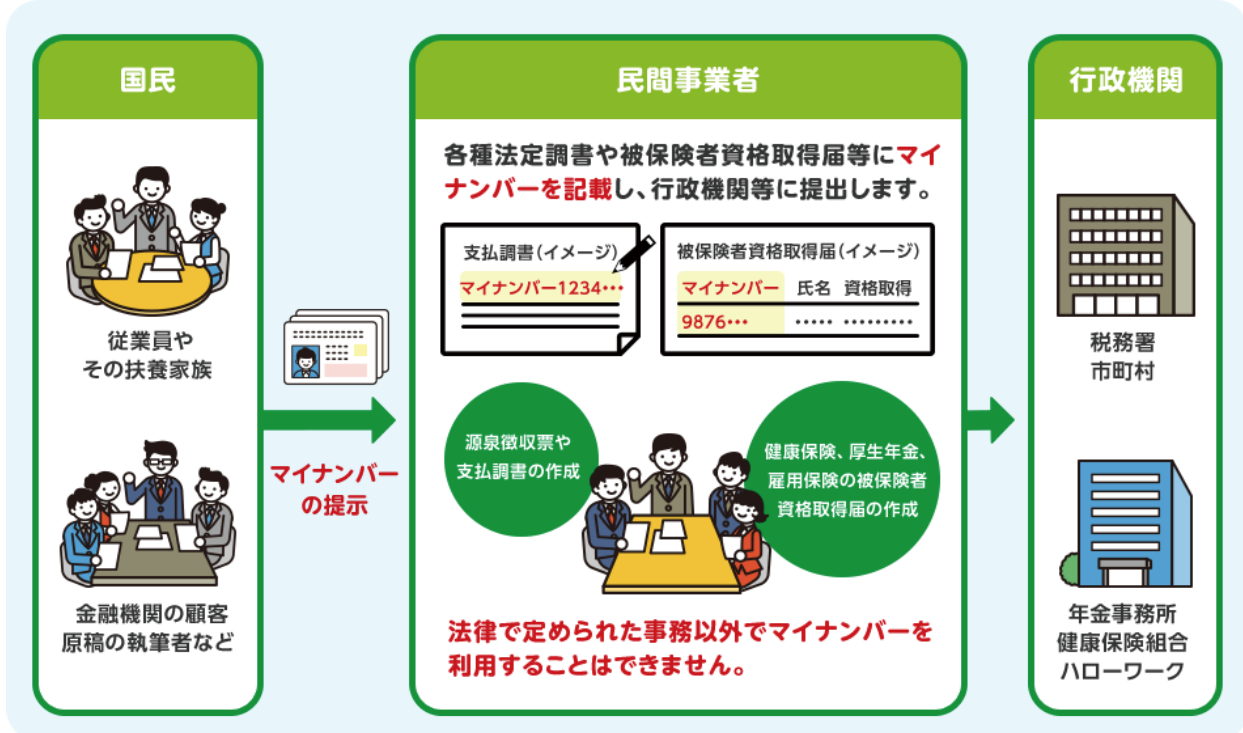 国民
従業員や
その扶養家族
金融機関の顧客
原稿の執筆者など
マイナンバー
の提示
民間事業者
各種法定調書や被保険者資格取得届等にマイ
ナンバーを記載し、行政機関等に提出します。
支払調書(イメージ)
マイナンバー1234･･･
被保険者資格取得届(イメージ)
マイナンバー 氏名 資格取得
9876･･･ ･････ ･････････
源泉徴収票や
支払調書の作成
健康保険、厚生年金、
雇用保険の被保険者
資格取得届の作成
法律で定められた事務以外でマイナンバーを
利用することはできません。
行政機関
税務署
市町村
年金事務所
健康保険組合
ハローワーク